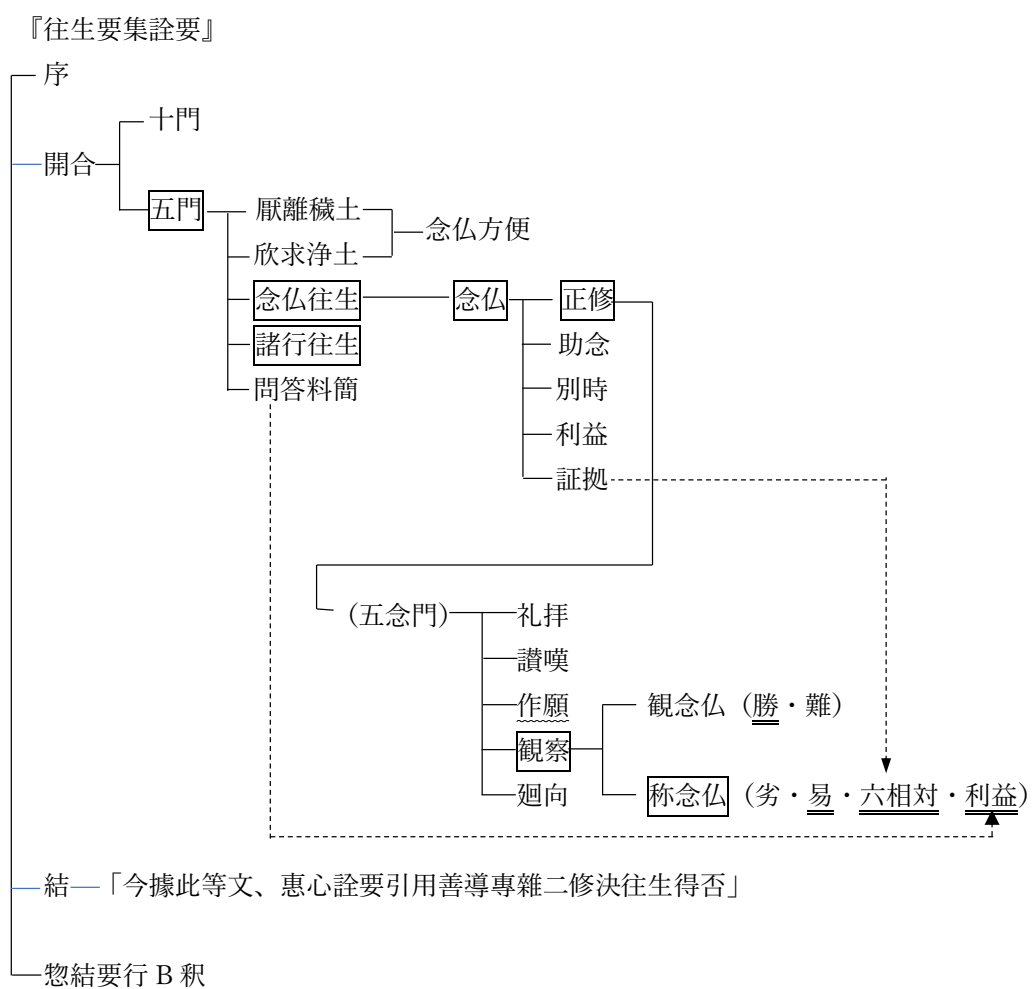 『往生要集詮要』
序
十門
開合
五門
厭離穢土
念仏方便
欣求浄土
念仏往生
念仏
正修
諸行往生
助念
問答料簡
別時
利益
証拠
（五念門）
礼拝
讃嘆
作願
観念仏（勝・難）
観察
廻向
称念仏（劣・易・六相対・利益）
結
「今據此等文、惠心詮要引用善導專雜二修決往生得否」
惣結要行 B 釈